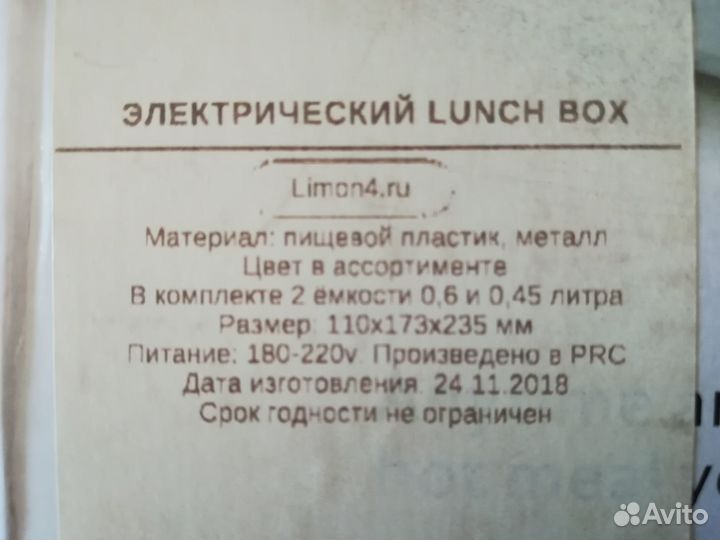 ЭЛЕКТРИЧЕСКИЙ LUNCH BOX
Limon4.ru
Материал: пищевой пластик, металл
Цвет в ассортименте
В комплекте 2 ёмкости 0,6 и 0,45 литра
Размер: 110x173x235 мм
Питание: 180-220v. Произведено в PRC
Дата изготовления: 24.11.2018
Срок годности не ограничен
Avito